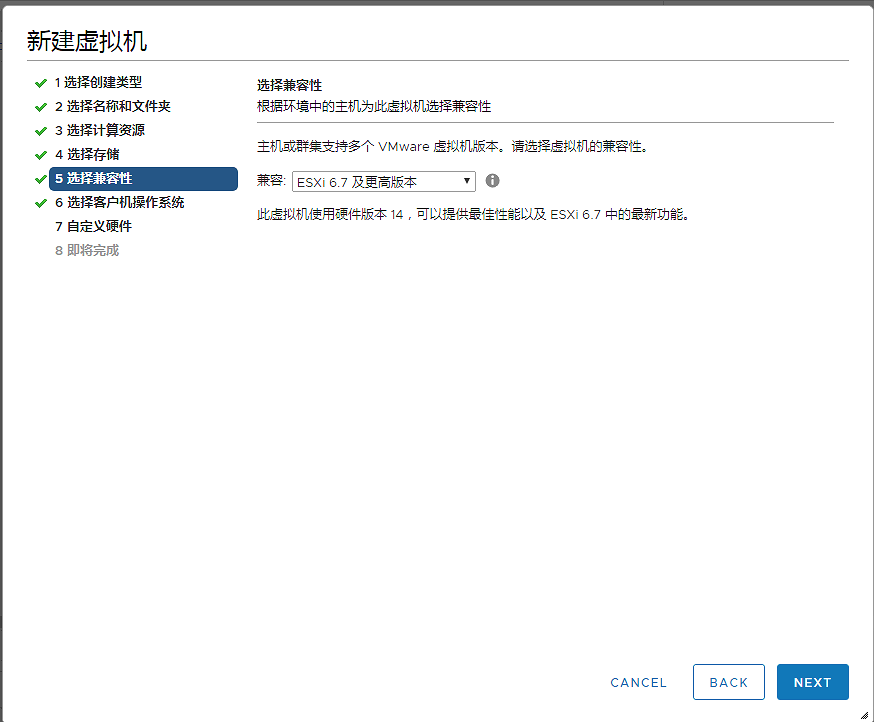 新建虚拟机
1 选择创建类型
2 选择名称和文件夹
3 选择计算资源
4 选择存储
5 选择兼容性
6 选择客户机操作系统
7 自定义硬件
8 即将完成
选择兼容性
根据环境中的主机为此虚拟机选择兼容性
主机或群集支持多个 VMware 虚拟机版本。请选择虚拟机的兼容性。
兼容: ESXi 6.7 及更高版本
此虚拟机使用硬件版本 14，可以提供最佳性能以及 ESXi 6.7 中的最新功能。
CANCEL BACK NEXT